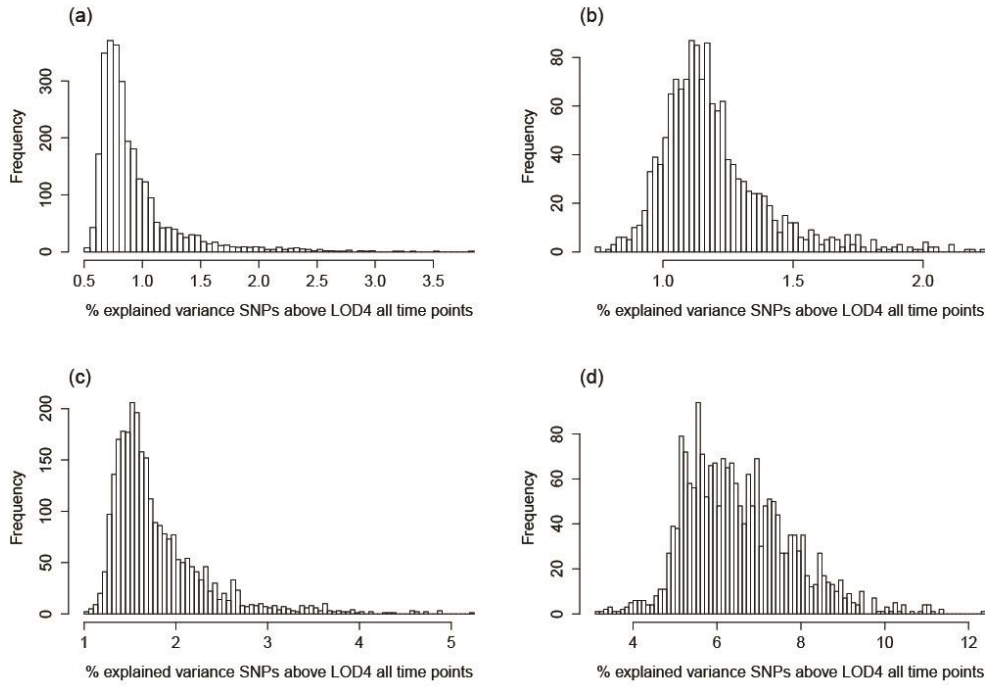 (a)
Frequency
300
200
100
0
0.5 1.0 1.5 2.0 2.5 3.0 3.5
% explained variance SNPs above LOD4 all time points
(b)
Frequency
80
60
40
20
0
1.0 1.5 2.0
% explained variance SNPs above LOD4 all time points
(c)
Frequency
200
150
100
50
0
1 2 3 4 5
% explained variance SNPs above LOD4 all time points
(d)
Frequency
80
60
40
20
0
4 6 8 10 12
% explained variance SNPs above LOD4 all time points